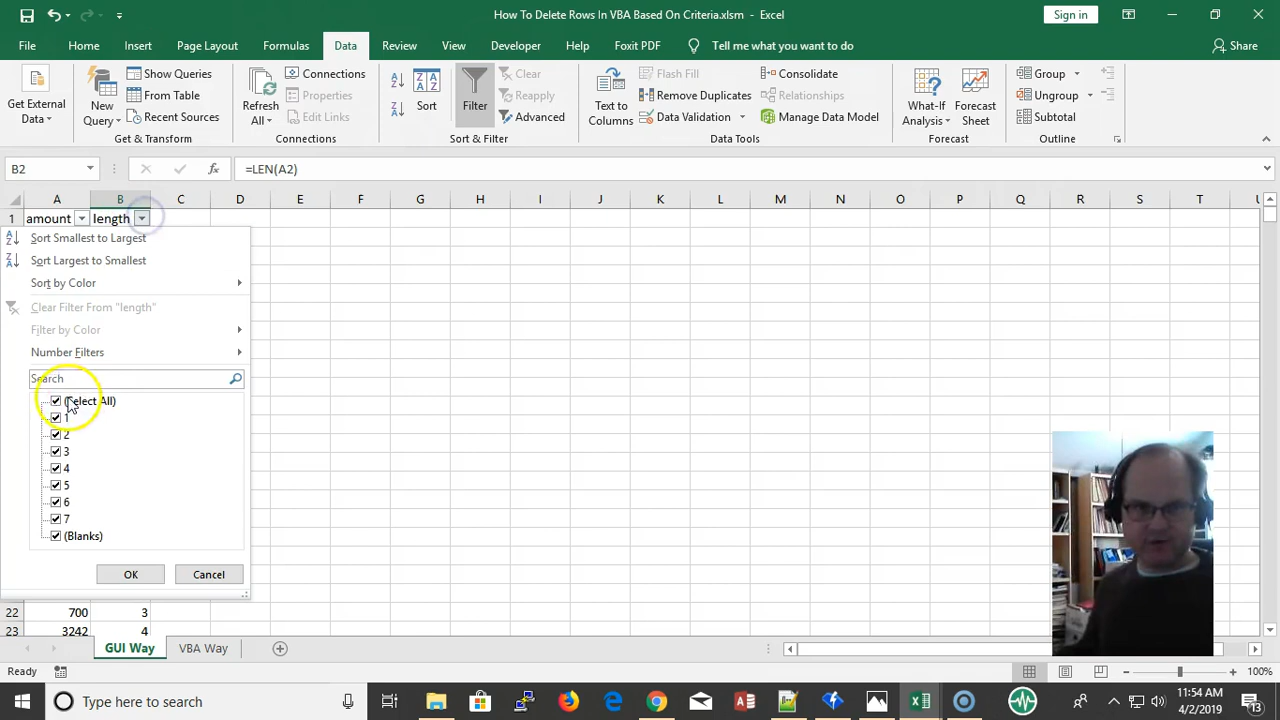 How To Delete Rows In VBA Based On Criteria.xlsm - Excel
Sign in
File Home Insert Page Layout Formulas Data Review View Developer Help Foxit PDF Tell me what you want to do Share
Get External Data
New Query
Show Queries
From Table
Recent Sources
Get & Transform
Refresh All
Connections
Properties
Edit Links
Connections
Sort
Filter
Clear
Reapply
Advanced
Sort & Filter
Text to Columns
Flash Fill
Remove Duplicates
Data Validation
Consolidate
Relationships
Manage Data Model
Data Tools
What-If Analysis
Forecast Sheet
Forecast
Group
Ungroup
Subtotal
Outline
B2 fx =LEN(A2)
A B C D E F G H I J K L M N O P Q R S T U
1 amount length
Sort Smallest to Largest
Sort Largest to Smallest
Sort by Color
Clear Filter From "length"
Filter by Color
Number Filters
Search
(Select All)
1
2
3
4
5
6
7
(Blanks)
OK Cancel
22 700 3
23 3242 4
GUI Way VBA Way
Ready 100%
Type here to search
11:54 AM
4/2/2019
13